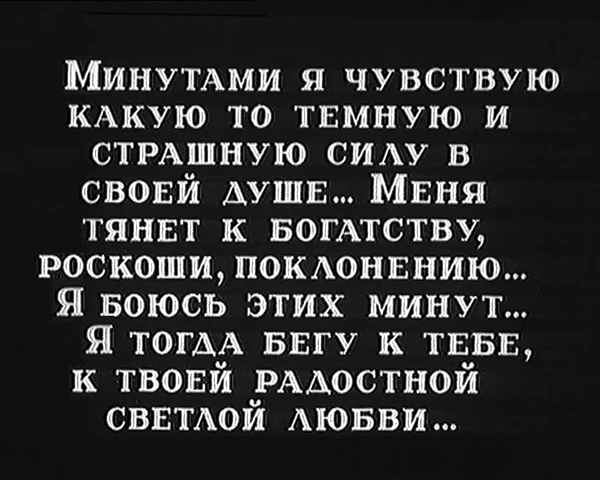 Минутами я чувствую
какую то темную и
страшную силу в
своей душе... Меня
тянет к богатству,
роскоши, поклонению...
Я боюсь этих минут...
Я тогда бегу к тебе,
к твоей радостной
светлой любви...